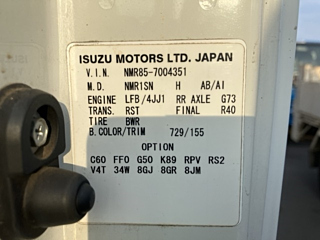 ISUZU MOTORS LTD. JAPAN
V.I.N. NMR85-7004351
M.D. NMR1SN H AB/AI
ENGINE LFB/4JJ1 RR AXLE G73
TRANS. RST FINAL R40
TIRE BWR
B.COLOR/TRIM 729/155
OPTION
C60 FF0 G50 K89 RPV RS2
V4T 34W 8GJ 8GR 8JM